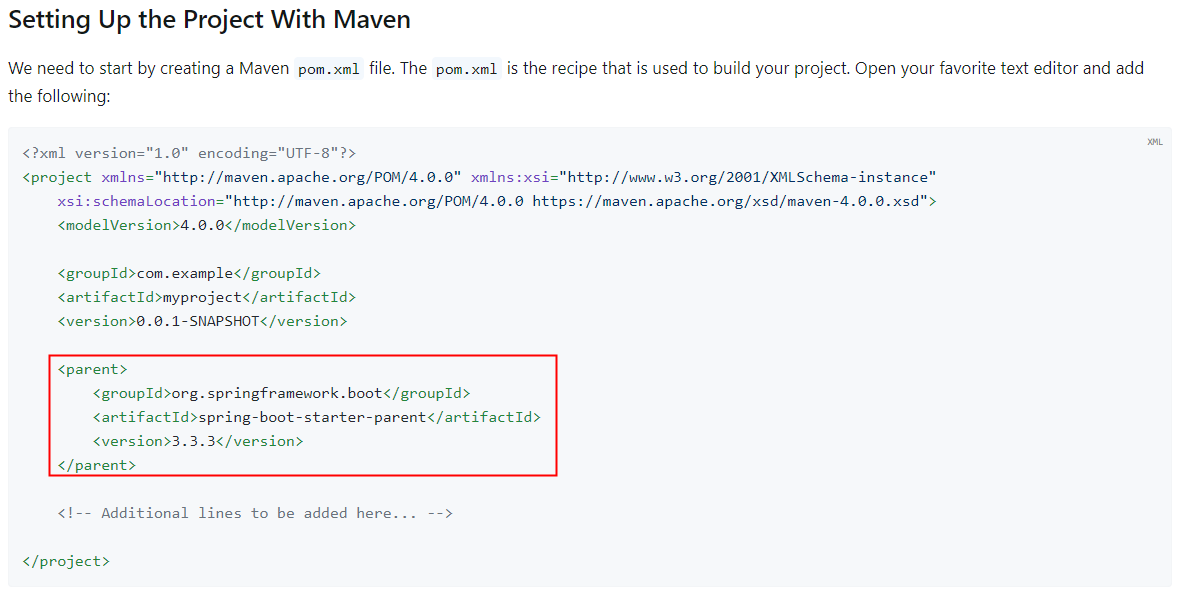 Setting Up the Project With Maven
We need to start by creating a Maven pom.xml file. The pom.xml is the recipe that is used to build your project. Open your favorite text editor and add
the following:
XML
<?xml version="1.0" encoding="UTF-8"?>
<project xmlns="http://maven.apache.org/POM/4.0.0" xmlns:xsi="http://www.w3.org/2001/XMLSchema-instance"
    xsi:schemaLocation="http://maven.apache.org/POM/4.0.0 https://maven.apache.org/xsd/maven-4.0.0.xsd">
    <modelVersion>4.0.0</modelVersion>
    <groupId>com.example</groupId>
    <artifactId>myproject</artifactId>
    <version>0.0.1-SNAPSHOT</version>
    <parent>
        <groupId>org.springframework.boot</groupId>
        <artifactId>spring-boot-starter-parent</artifactId>
        <version>3.3.3</version>
    </parent>
    <!-- Additional lines to be added here... -->
</project>